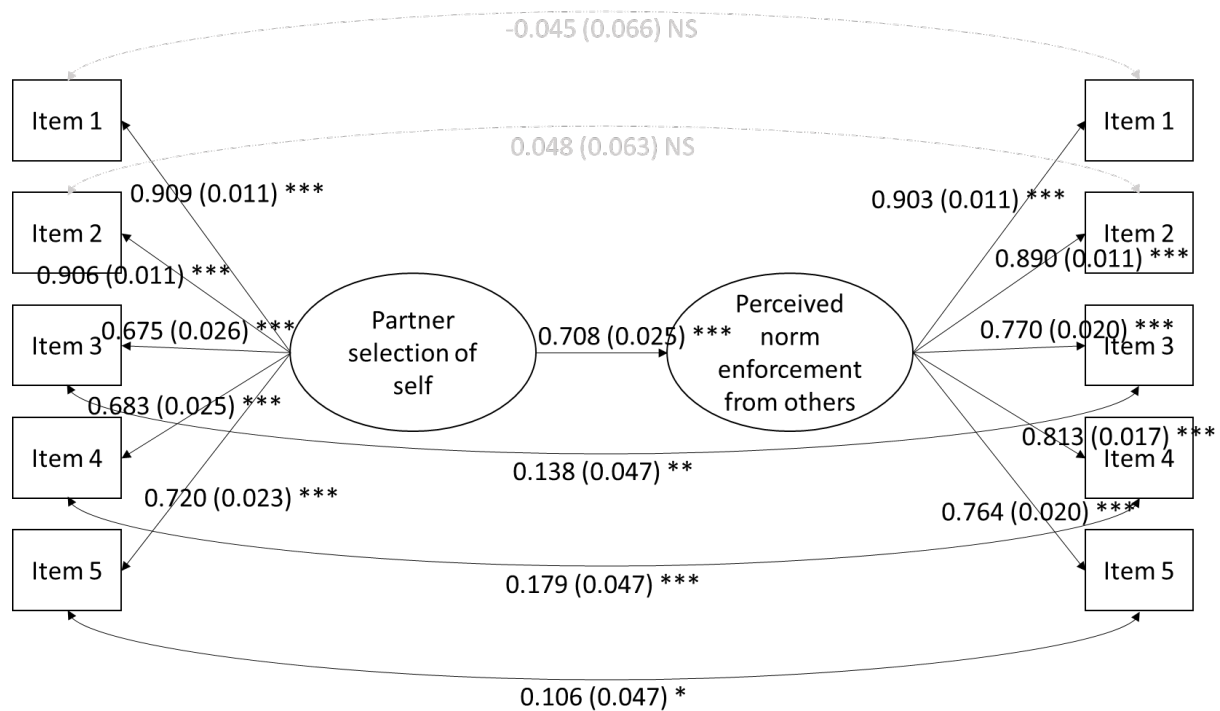 -0.045 (0.066) NS
Item 1
Item 1
0.048 (0.063) NS
0.909 (0.011) ***
0.903 (0.011) ***
Item 2
Item 2
0.906 (0.011) ***
0.890 (0.011) ***
Partner
selection of
self
Perceived
norm
enforcement
from others
0.675 (0.026) ***
0.708 (0.025) ***
0.770 (0.020) ***
Item 3
Item 3
0.683 (0.025) ***
0.813 (0.017) ***
Item 4
Item 4
0.138 (0.047) **
0.720 (0.023) ***
0.764 (0.020) ***
Item 5
Item 5
0.179 (0.047) ***
0.106 (0.047) *